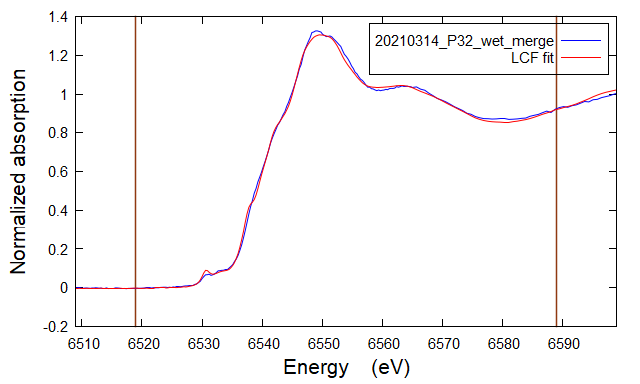 1.4
1.2
1
0.8
0.6
0.4
0.2
0
-0.2
Normalized absorption
20210314_P32_wet_merge
LCF fit
6510 6520 6530 6540 6550 6560 6570 6580 6590
Energy (eV)